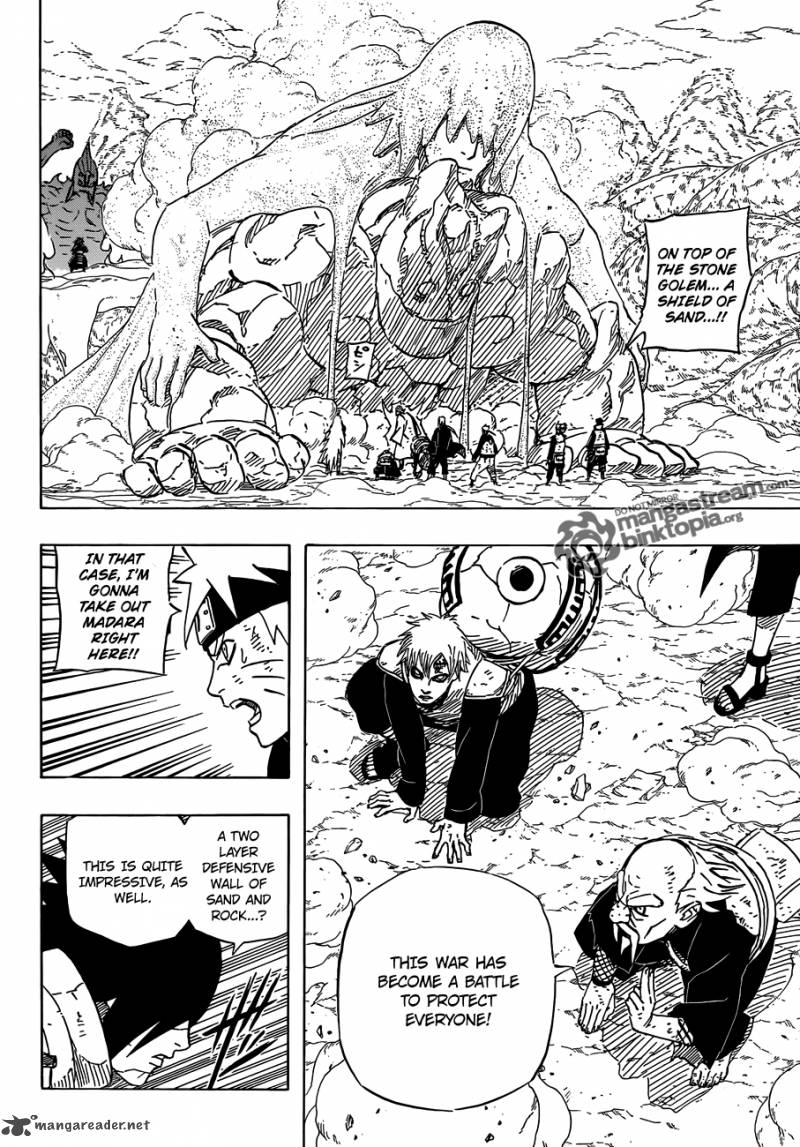 ON TOP OF
THE STONE
GOLEM... A
SHIELD OF
SAND...!!
ピシ
DO NOT MIRROR
mangastream.com
binktopia.org
IN THAT
CASE, I'M
GONNA
TAKE OUT
MADARA
RIGHT
HERE!!
A TWO
LAYER
DEFENSIVE
WALL OF
SAND AND
ROCK...?
THIS IS QUITE
IMPRESSIVE, AS
WELL.
THIS WAR HAS
BECOME A BATTLE
TO PROTECT
EVERYONE!
mangareader.net